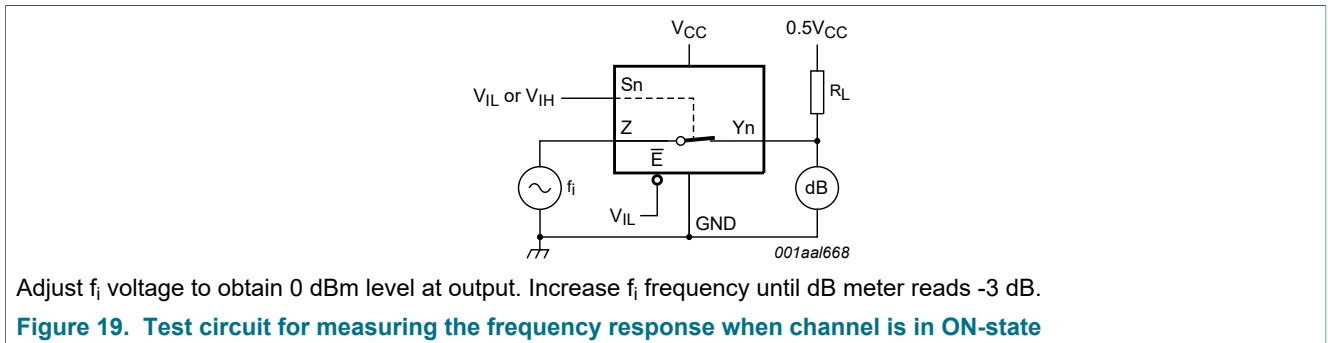 VCC 0.5VCC
Sn
VIL or VIH
RL
Z Yn
E
fi
dB
VIL
GND
001aal668
Adjust fi voltage to obtain 0 dBm level at output. Increase fi frequency until dB meter reads -3 dB.
Figure 19. Test circuit for measuring the frequency response when channel is in ON-state